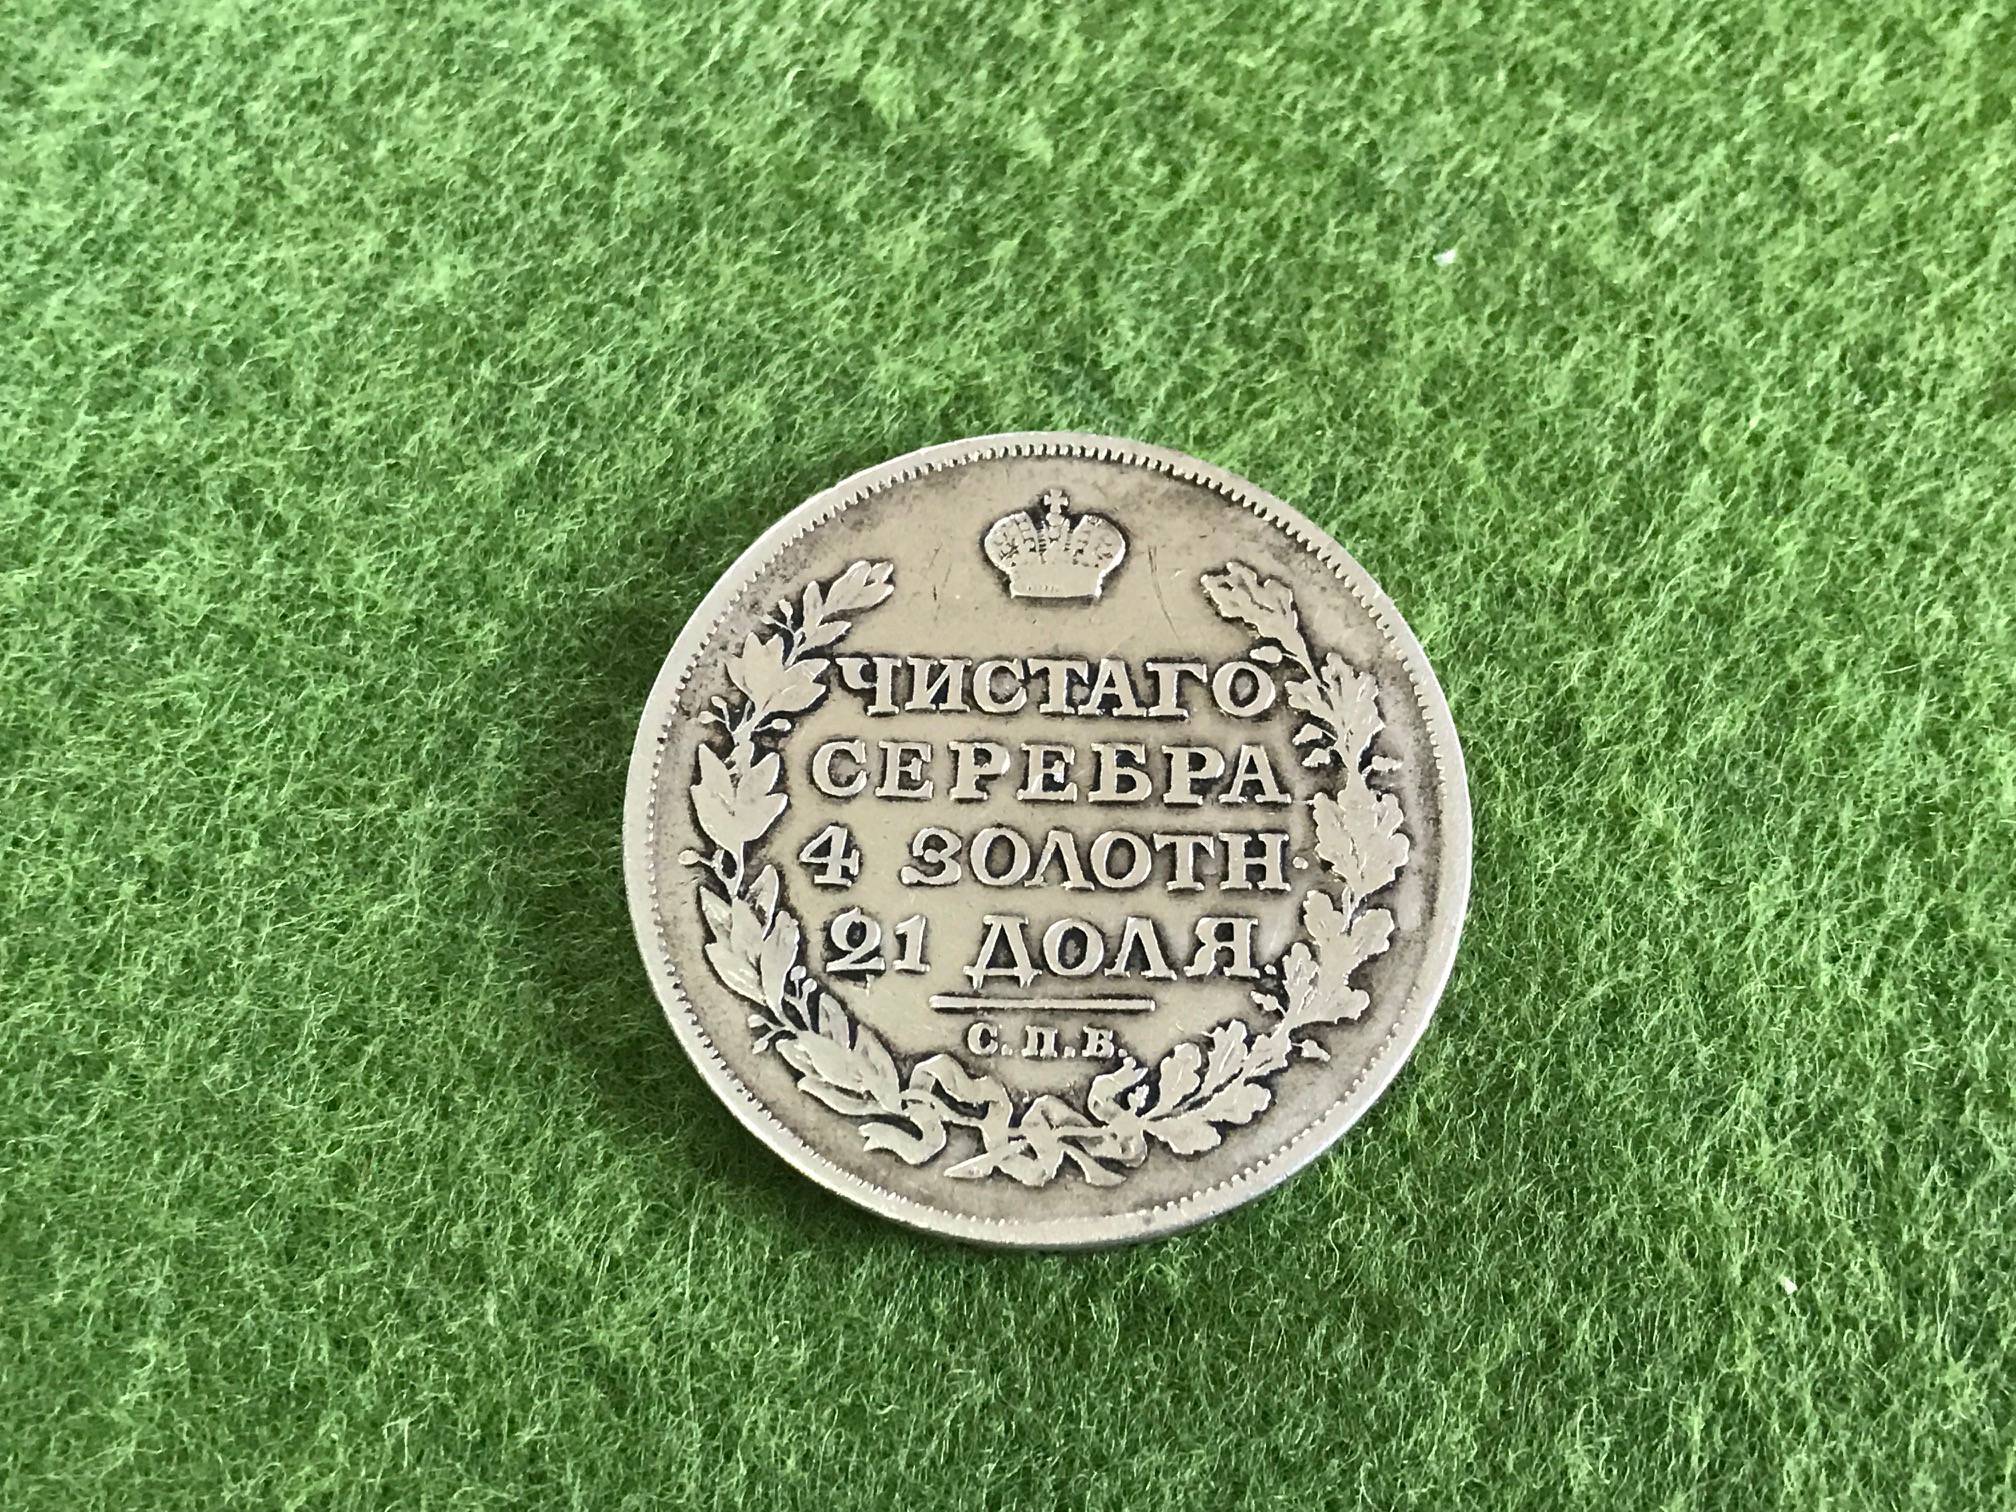 ЧИСТАГО
СЕРЕБРА
4 ЗОЛОТН.
21 ДОЛЯ.
С.П.Б.